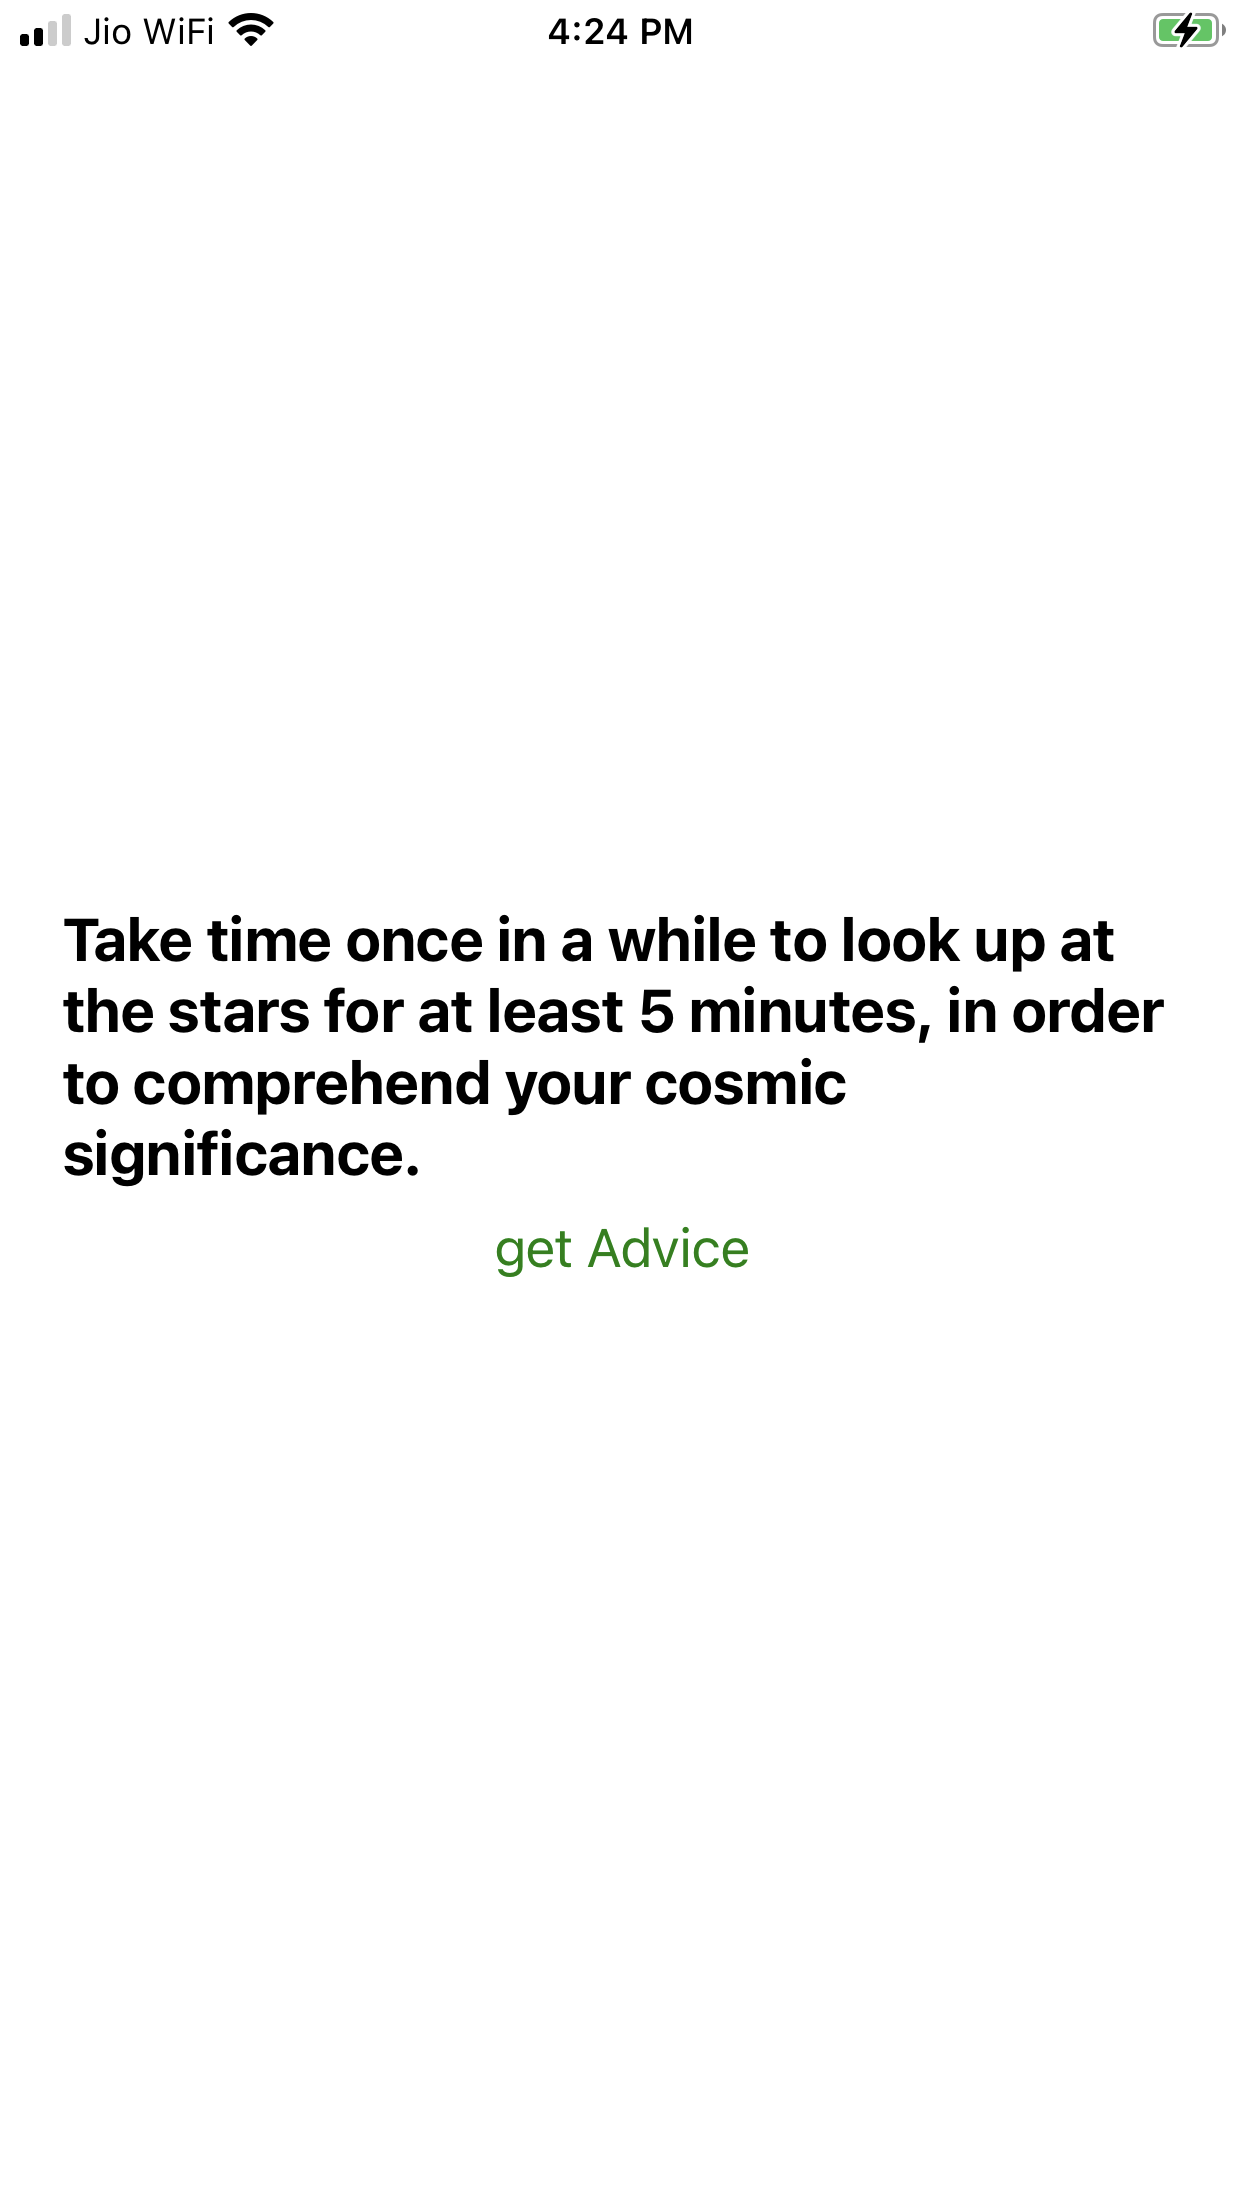 Jio WiFi 4:24 PM
Take time once in a while to look up at
the stars for at least 5 minutes, in order
to comprehend your cosmic
significance.
get Advice